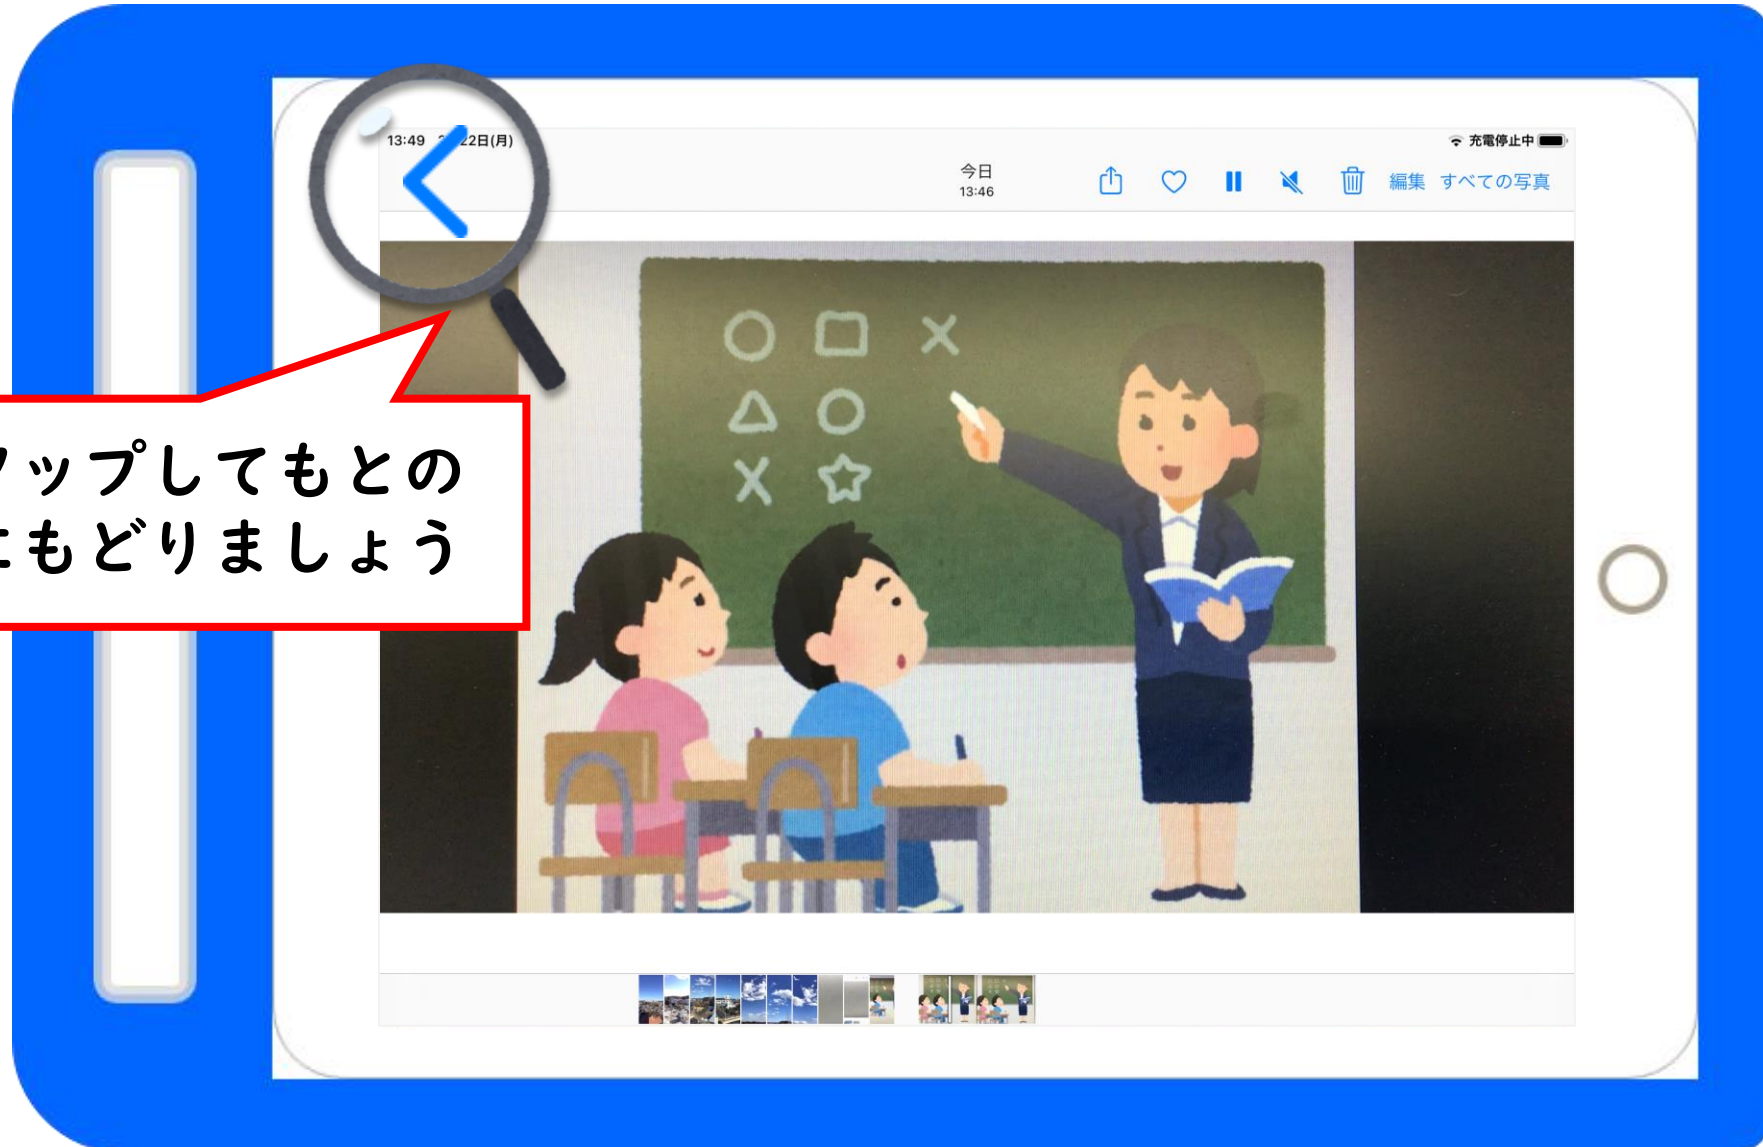 13:49
22日(月)
充電停止中
今日
13:46
編集 すべての写真
ップしてもとの
もどりましょう